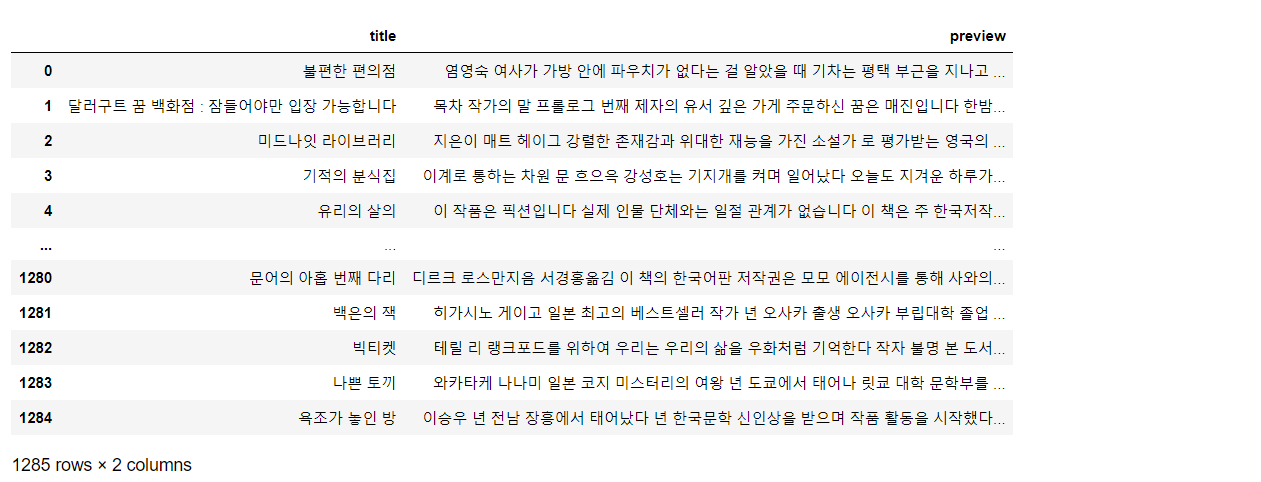 title preview
0 불편한 편의점 염영숙 여사가 가방 안에 파우치가 없다는 걸 알았을 때 기차는 평택 부근을 지나고 ...
1 달러구트 꿈 백화점 : 잠들어야만 입장 가능합니다 목차 작가의 말 프롤로그 번째 제자의 유서 깊은 가게 주문하신 꿈은 매진입니다 한밤...
2 미드나잇 라이브러리 지은이 매트 헤이그 강렬한 존재감과 위대한 재능을 가진 소설가 로 평가받는 영국의 ...
3 기적의 분식집 이계로 통하는 차원 문 흐으윽 강성호는 기지개를 켜며 일어났다 오늘도 지겨운 하루가...
4 유리의 살의 이 작품은 픽션입니다 실제 인물 단체와는 일절 관계가 없습니다 이 책은 주 한국저작...
... ... ...
1280 문어의 아홉 번째 다리 디르크 로스만지음 서경홍옮김 이 책의 한국어판 저작권은 모모 에이전시를 통해 사와의...
1281 백은의 잭 히가시노 게이고 일본 최고의 베스트셀러 작가 년 오사카 출생 오사카 부립대학 졸업 ...
1282 빅티켓 테릴 리 랭크포드를 위하여 우리는 우리의 삶을 우화처럼 기억한다 작자 불명 본 도서...
1283 나쁜 토끼 와카타케 나나미 일본 코지 미스터리의 여왕 년 도쿄에서 태어나 릿쿄 대학 문학부를 ...
1284 욕조가 놓인 방 이승우 년 전남 장흥에서 태어났다 년 한국문학 신인상을 받으며 작품 활동을 시작했다...
1285 rows × 2 columns